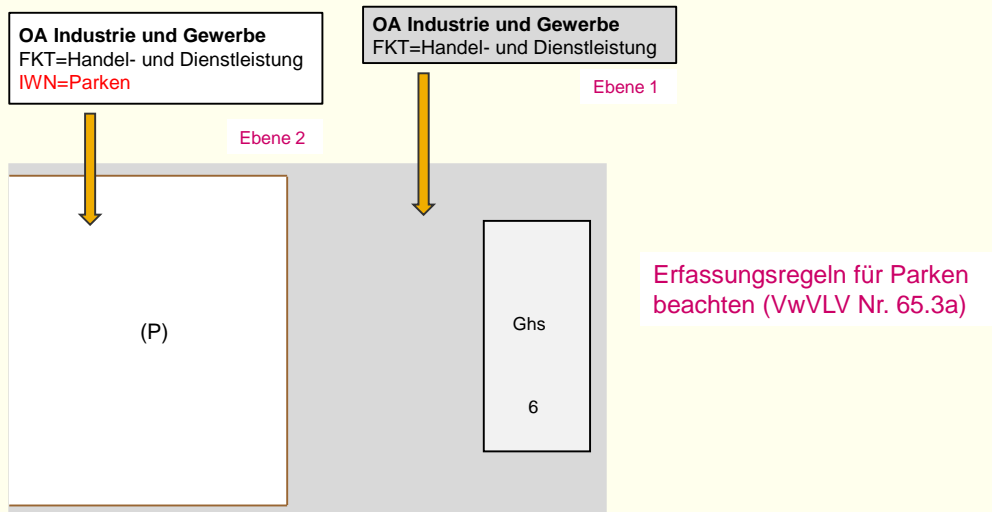 OA Industrie und Gewerbe
FKT=Handel- und Dienstleistung
IWN=Parken
OA Industrie und Gewerbe
FKT=Handel- und Dienstleistung
Ebene 1
Ebene 2
(P)
Ghs
6
Erfassungsregeln für Parken
beachten (VwVLV Nr. 65.3a)